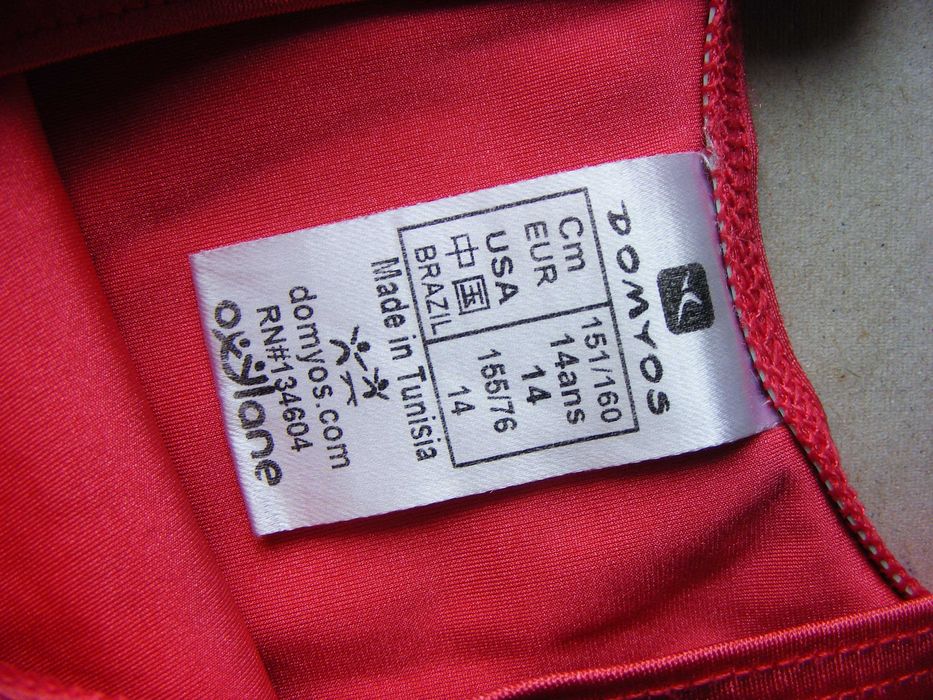 DOMYOS
Cm 151/160
EUR 14ans
USA 14
中国 155/76
BRAZIL 14
Made in Tunisia
domyos.com
RN#134604
oxylane